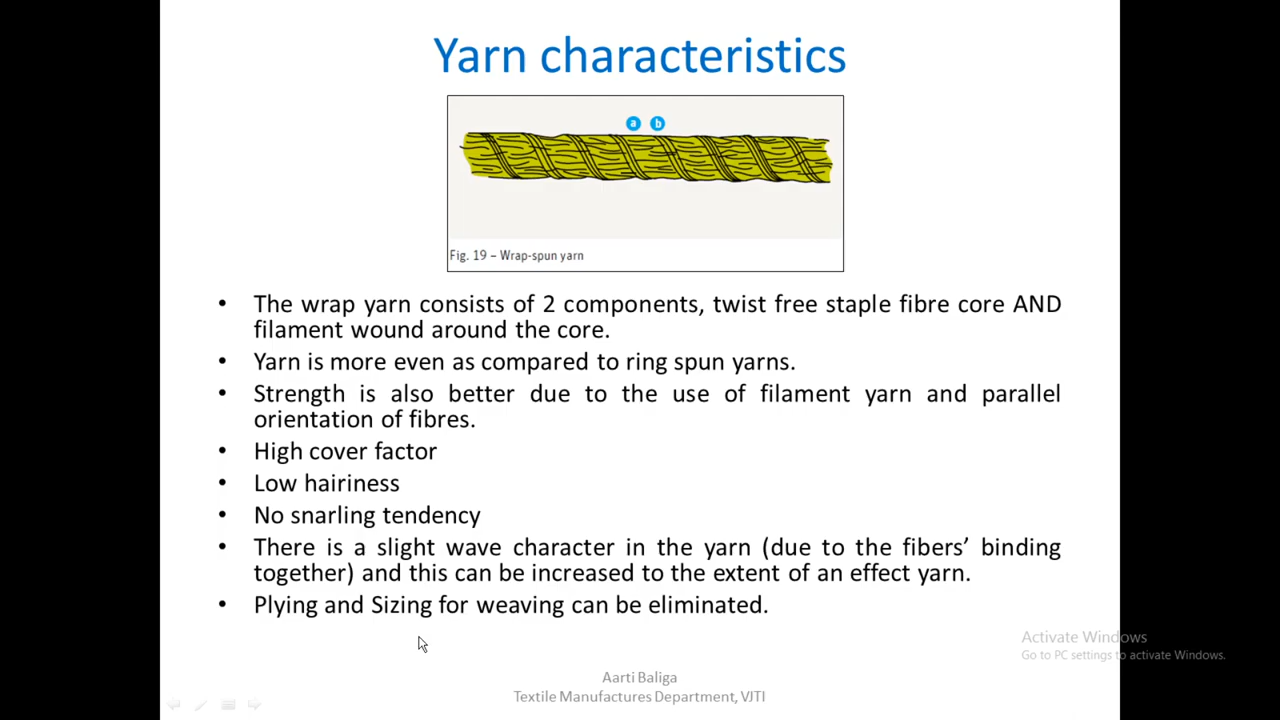 Yarn characteristics
a b
Fig. 19 – Wrap-spun yarn
• The wrap yarn consists of 2 components, twist free staple fibre core AND
filament wound around the core.
• Yarn is more even as compared to ring spun yarns.
• Strength is also better due to the use of filament yarn and parallel
orientation of fibres.
• High cover factor
• Low hairiness
• No snarling tendency
• There is a slight wave character in the yarn (due to the fibers’ binding
together) and this can be increased to the extent of an effect yarn.
• Plying and Sizing for weaving can be eliminated.
Activate Windows
Go to PC settings to activate Windows.
Aarti Baliga
Textile Manufactures Department, VJTI